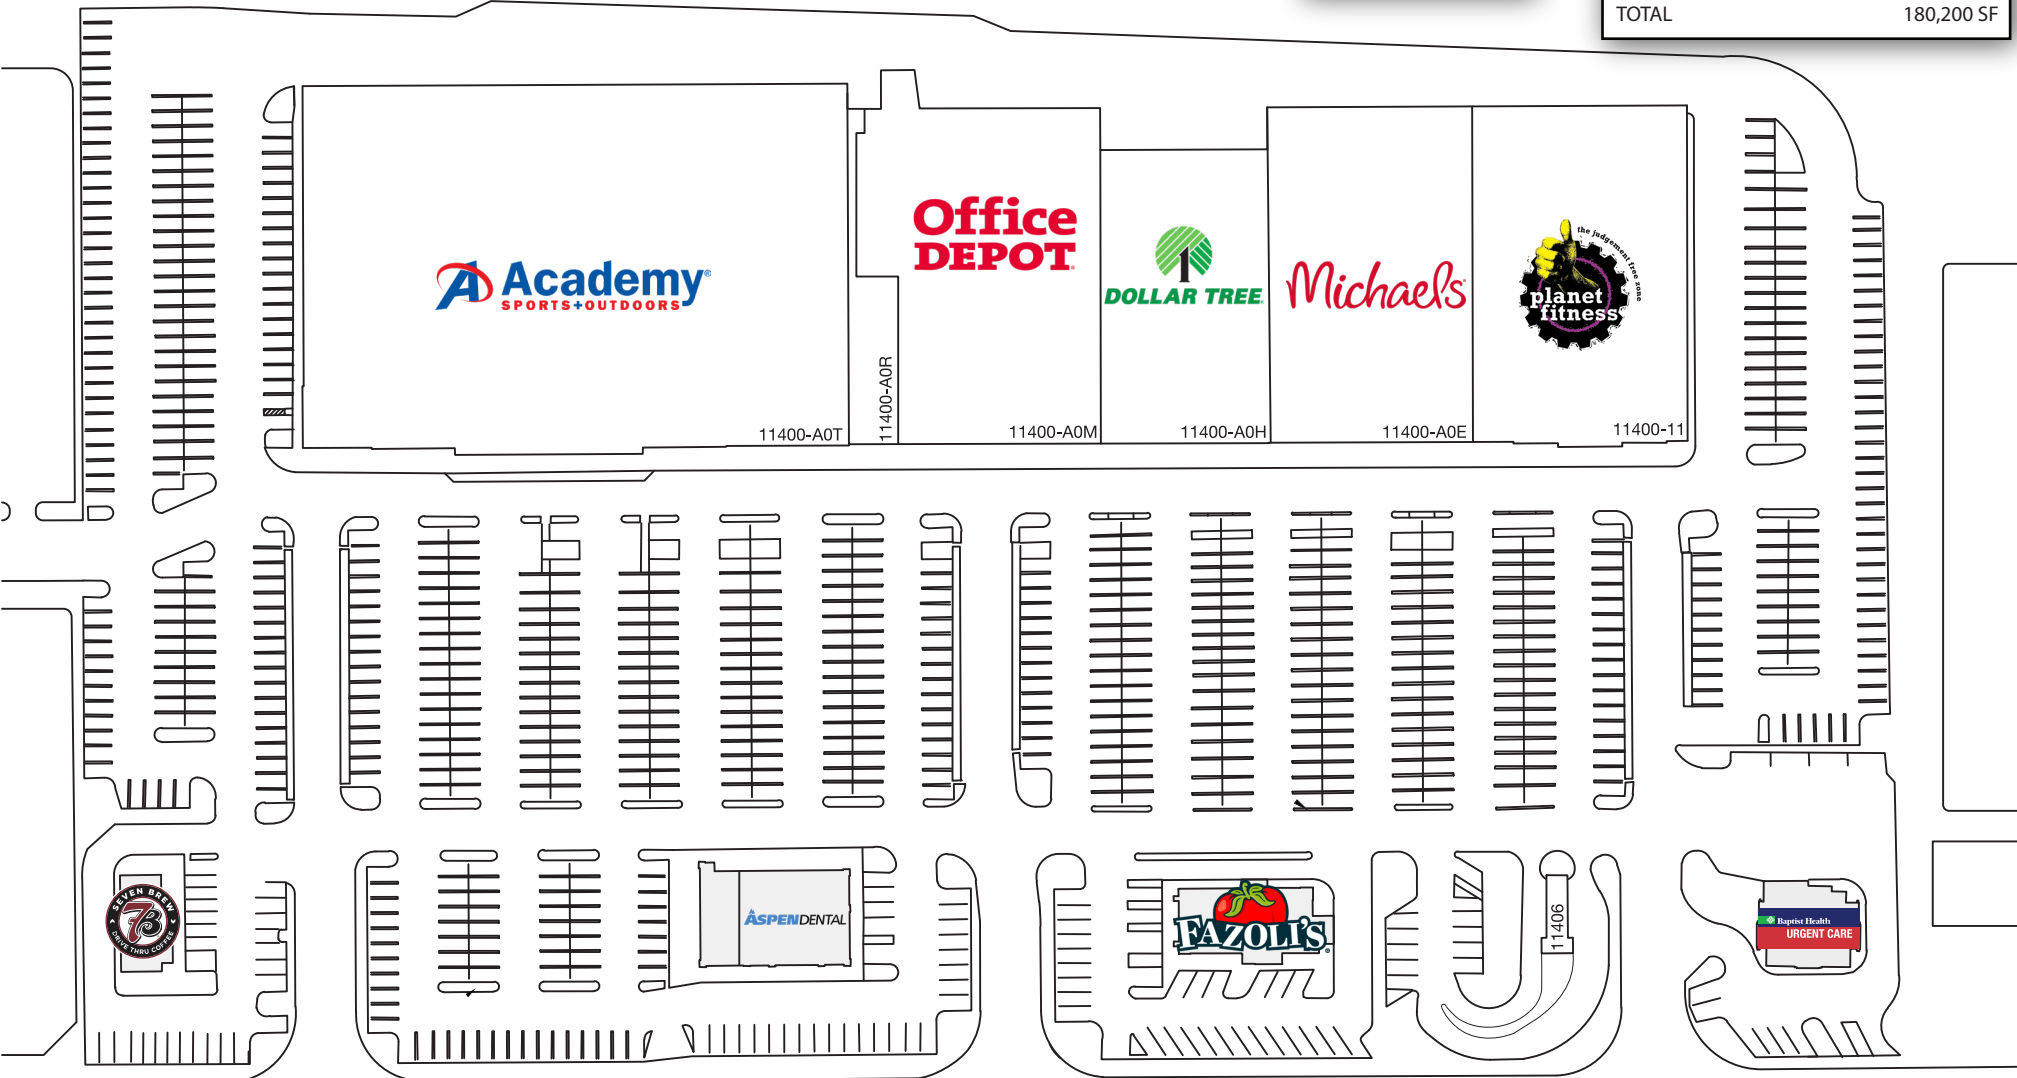 TOTAL 180,200 SF
Academy®
SPORTS+OUTDOORS
11400-A0T
11400-A0R
Office
DEPOT
11400-A0M
1
DOLLAR TREE
11400-A0H
Michaels
11400-A0E
the judgement free zone
planet
fitness
11400-11
SEVEN BREW
7B
DRIVE THRU COFFEE
ASPENDENTAL
FAZOLI'S
11406
Baptist Health
URGENT CARE